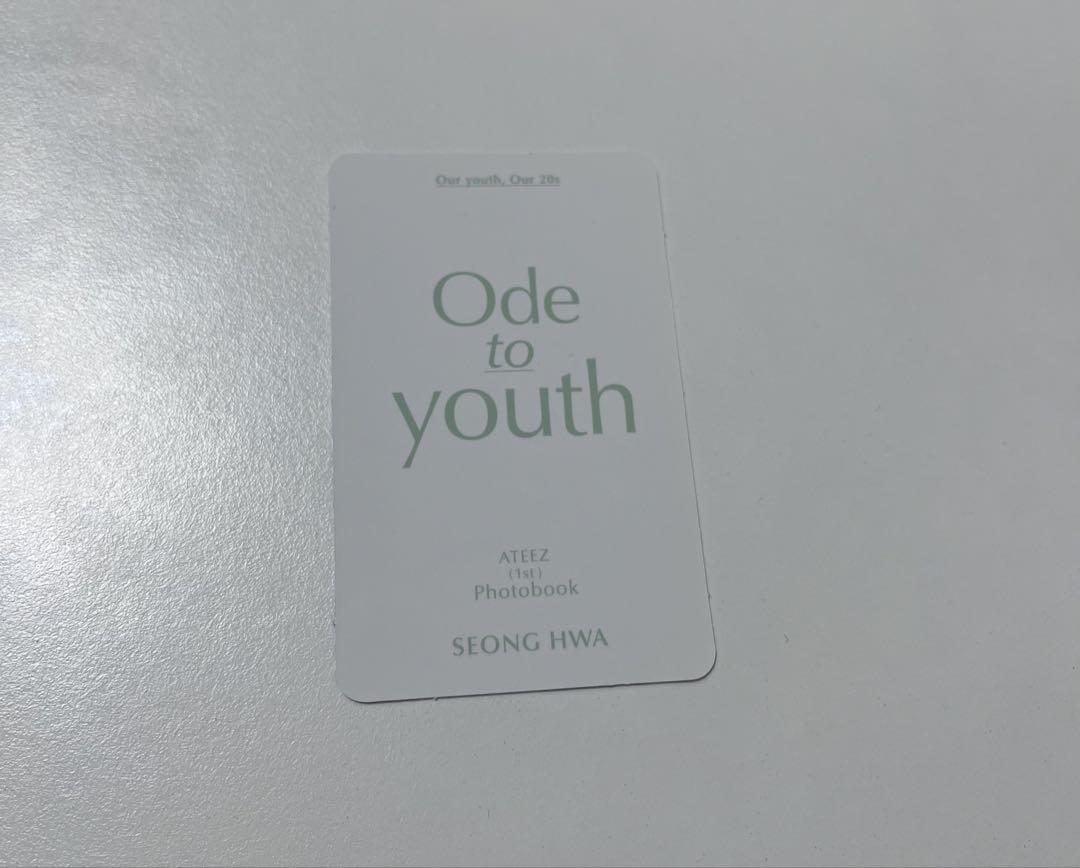 Our youth, Our 20s
Ode
to
youth
ATEEZ
(1st)
Photobook
SEONG HWA